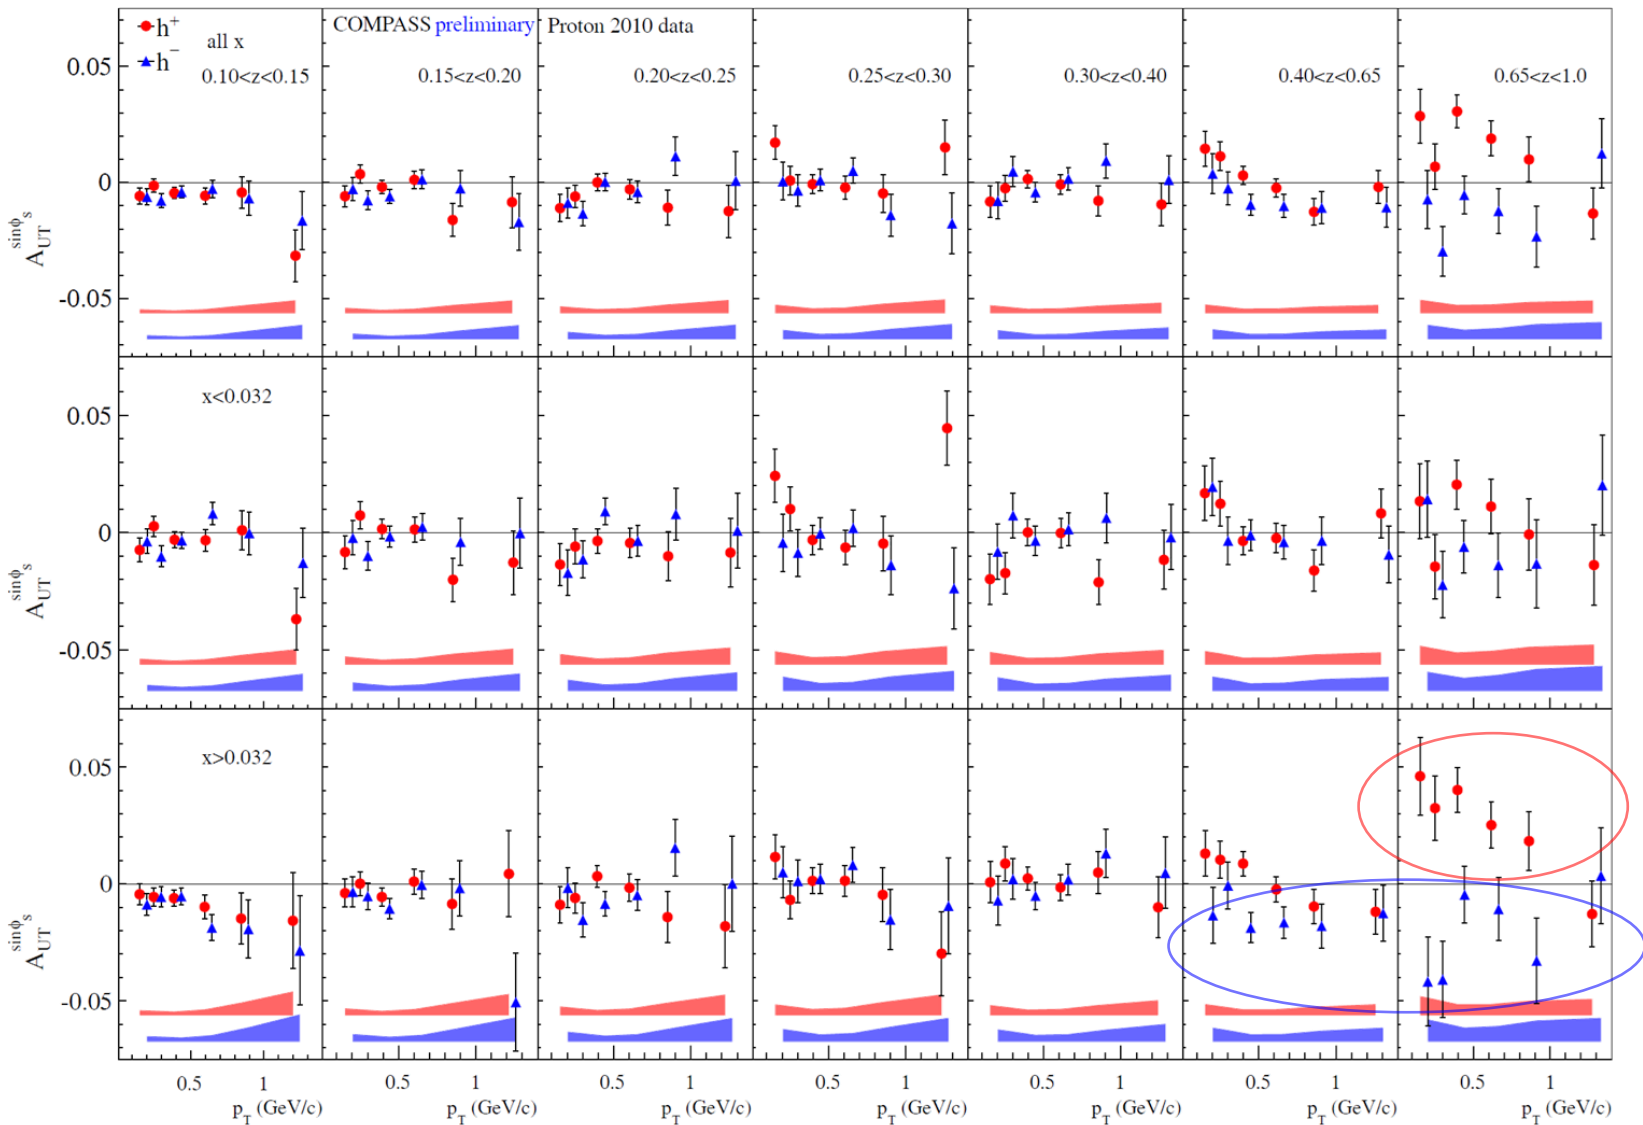 h+
h−
all x
COMPASS preliminary
Proton 2010 data
0.10<z<0.15
0.15<z<0.20
0.20<z<0.25
0.25<z<0.30
0.30<z<0.40
0.40<z<0.65
0.65<z<1.0
0.05
0
-0.05
A_UT^sinϕ_s
x<0.032
0.05
0
-0.05
A_UT^sinϕ_s
x>0.032
0.05
0
-0.05
A_UT^sinϕ_s
0.5 1 0.5 1 0.5 1 0.5 1 0.5 1 0.5 1 0.5 1
p_T (GeV/c) p_T (GeV/c) p_T (GeV/c) p_T (GeV/c) p_T (GeV/c) p_T (GeV/c) p_T (GeV/c)